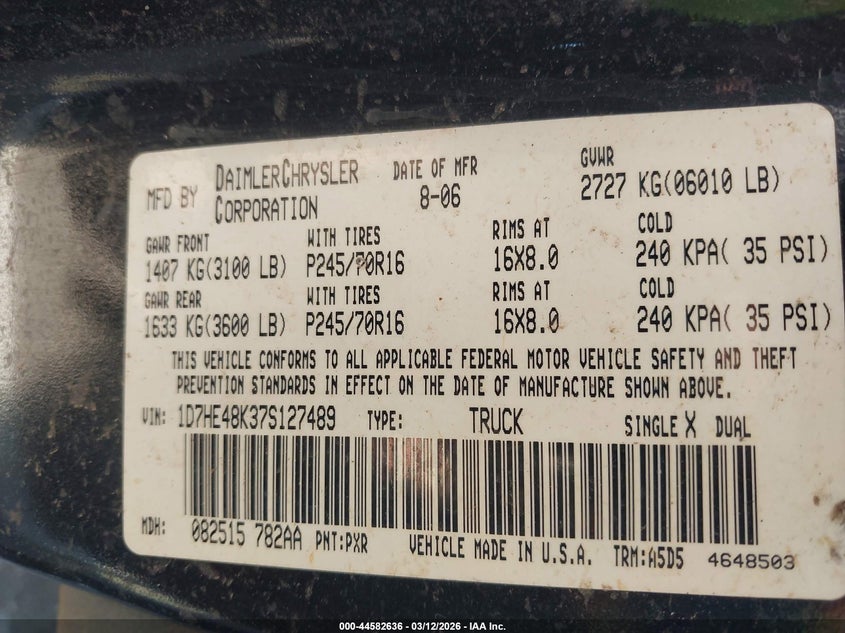 MFD BY DAIMLERCHRYSLER CORPORATION DATE OF MFR 8-06 GVWR 2727 KG(06010 LB)
GAWR FRONT WITH TIRES RIMS AT COLD
1407 KG(3100 LB) P245/70R16 16X8.0 240 KPA( 35 PSI)
GAWR REAR WITH TIRES RIMS AT COLD
1633 KG(3600 LB) P245/70R16 16X8.0 240 KPA( 35 PSI)
THIS VEHICLE CONFORMS TO ALL APPLICABLE FEDERAL MOTOR VEHICLE SAFETY AND THEFT
PREVENTION STANDARDS IN EFFECT ON THE DATE OF MANUFACTURE SHOWN ABOVE.
VIN: 1D7HE48K37S127489 TYPE: TRUCK SINGLE X DUAL
MDH: 082515 782AA PNT:PXR VEHICLE MADE IN U.S.A. TRM:A5D5 4648503
000-44582636 - 03/12/2026 - IAA Inc.